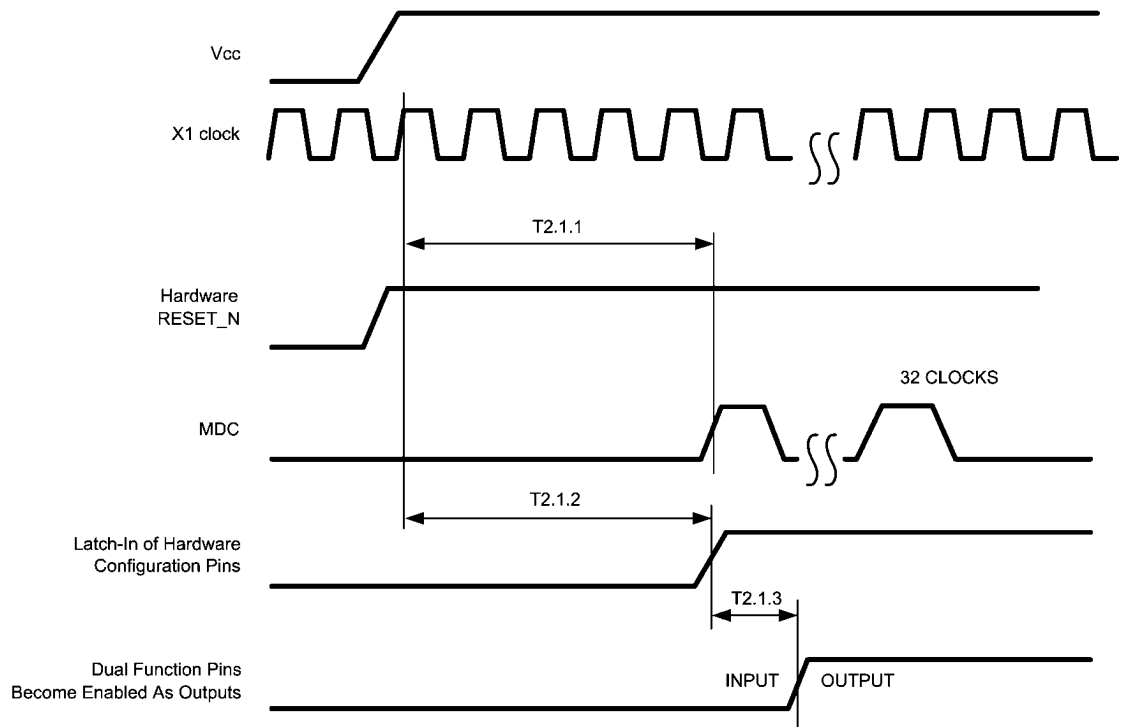 Vcc
X1 clock
T2.1.1
Hardware
RESET_N
32 CLOCKS
MDC
T2.1.2
Latch-In of Hardware
Configuration Pins
T2.1.3
Dual Function Pins
Become Enabled As Outputs
INPUT
OUTPUT